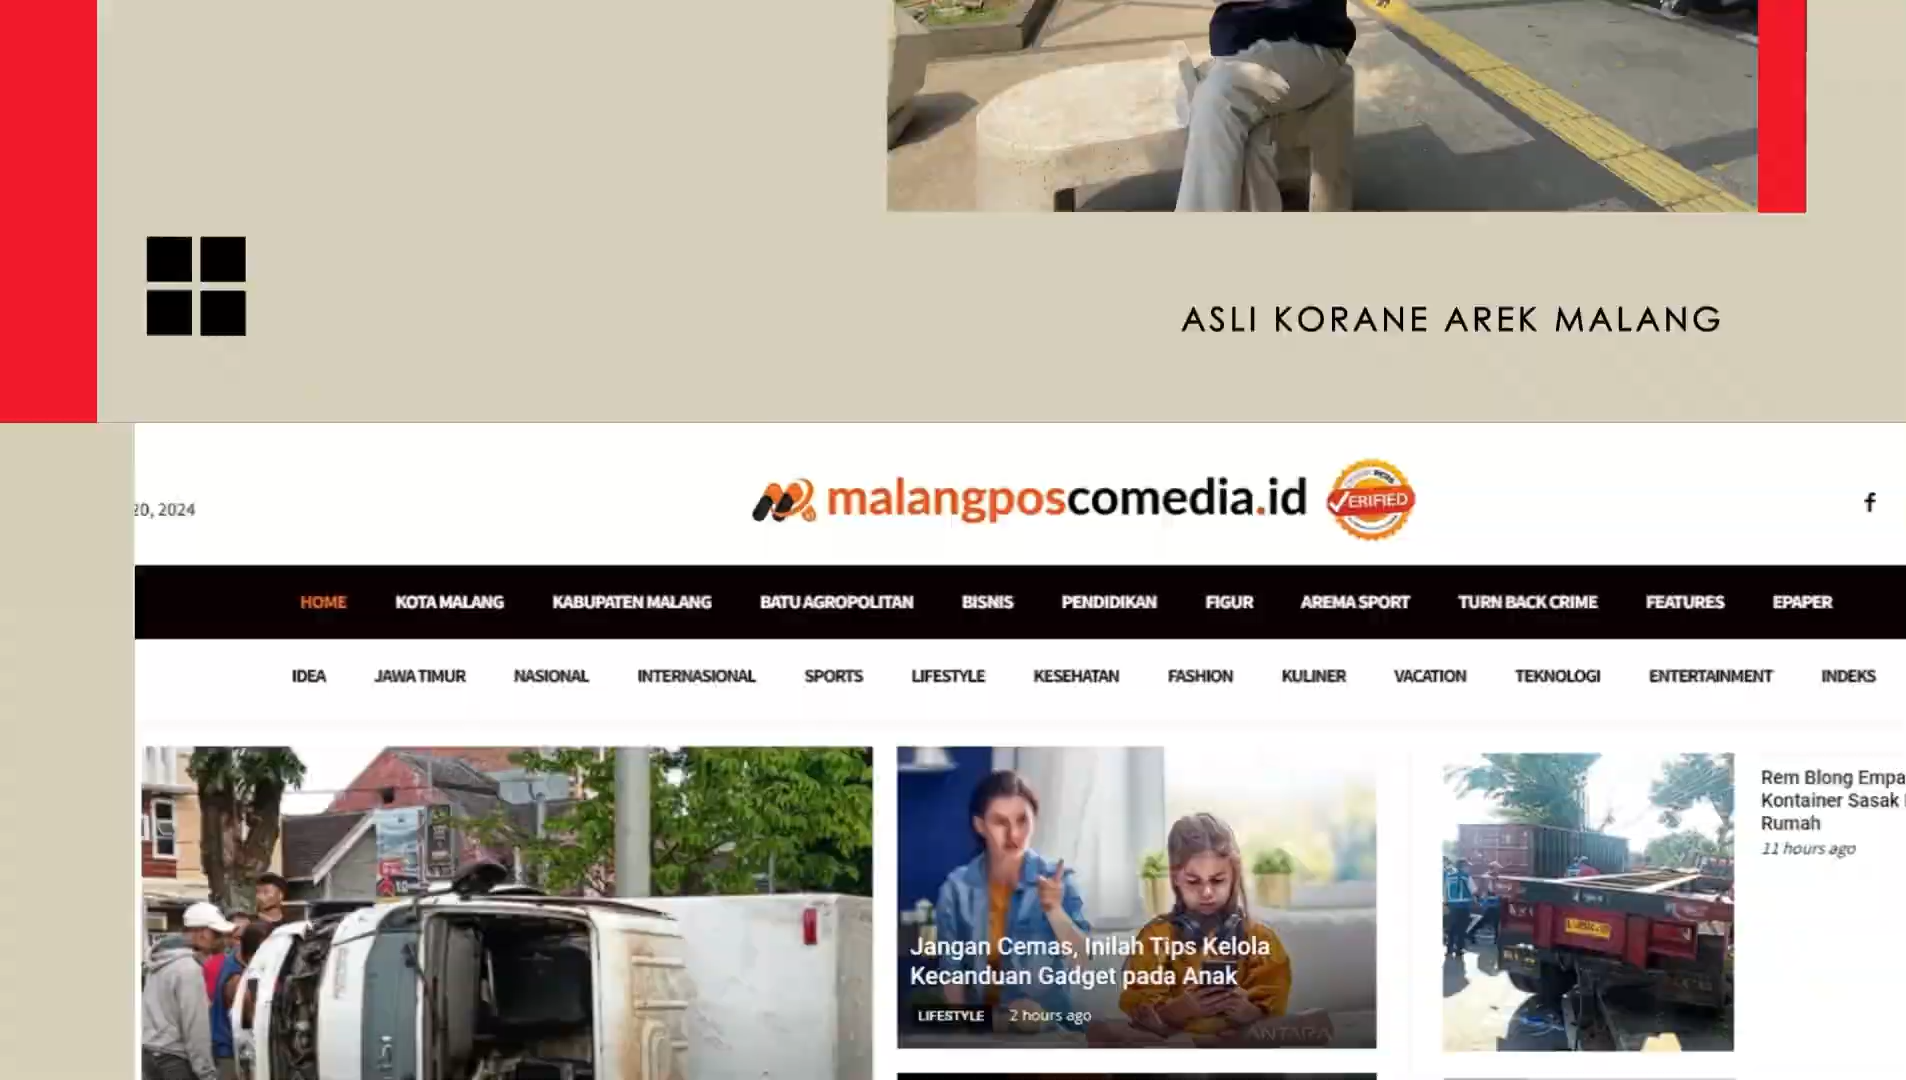 ASLI KORANE AREK MALANG
20, 2024
malangposcomedia.id
VERIFIED
HOME KOTA MALANG KABUPATEN MALANG BATU AGROPOLITAN BISNIS PENDIDIKAN FIGUR AREMA SPORT TURN BACK CRIME FEATURES EPAPER
IDEA JAWA TIMUR NASIONAL INTERNASIONAL SPORTS LIFESTYLE KESEHATAN FASHION KULINER VACATION TEKNOLOGI ENTERTAINMENT INDEKS
Rem Blong Empa
Kontainer Sasak
Rumah
11 hours ago
Jangan Cemas, Inilah Tips Kelola
Kecanduan Gadget pada Anak
LIFESTYLE 2 hours ago
ANTARA